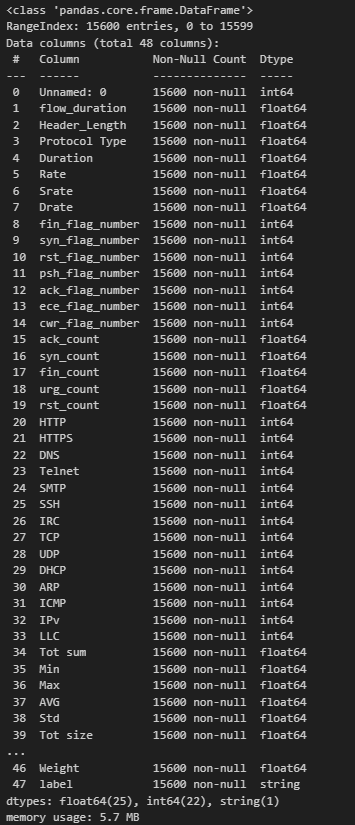 <class 'pandas.core.frame.DataFrame'>
RangeIndex: 15600 entries, 0 to 15599
Data columns (total 48 columns):
 #   Column           Non-Null Count  Dtype
---  ------           --------------  -----
 0   Unnamed: 0       15600 non-null  int64
 1   flow_duration    15600 non-null  float64
 2   Header_Length    15600 non-null  float64
 3   Protocol Type    15600 non-null  float64
 4   Duration         15600 non-null  float64
 5   Rate             15600 non-null  float64
 6   Srate            15600 non-null  float64
 7   Drate            15600 non-null  float64
 8   fin_flag_number  15600 non-null  int64
 9   syn_flag_number  15600 non-null  int64
 10  rst_flag_number  15600 non-null  int64
 11  psh_flag_number  15600 non-null  int64
 12  ack_flag_number  15600 non-null  int64
 13  ece_flag_number  15600 non-null  int64
 14  cwr_flag_number  15600 non-null  int64
 15  ack_count        15600 non-null  float64
 16  syn_count        15600 non-null  float64
 17  fin_count        15600 non-null  float64
 18  urg_count        15600 non-null  float64
 19  rst_count        15600 non-null  float64
 20  HTTP             15600 non-null  int64
 21  HTTPS            15600 non-null  int64
 22  DNS              15600 non-null  int64
 23  Telnet           15600 non-null  int64
 24  SMTP             15600 non-null  int64
 25  SSH              15600 non-null  int64
 26  IRC              15600 non-null  int64
 27  TCP              15600 non-null  int64
 28  UDP              15600 non-null  int64
 29  DHCP             15600 non-null  int64
 30  ARP              15600 non-null  int64
 31  ICMP             15600 non-null  int64
 32  IPv              15600 non-null  int64
 33  LLC              15600 non-null  int64
 34  Tot sum          15600 non-null  float64
 35  Min              15600 non-null  float64
 36  Max              15600 non-null  float64
 37  AVG              15600 non-null  float64
 38  Std              15600 non-null  float64
 39  Tot size         15600 non-null  float64
...
 46  Weight           15600 non-null  float64
 47  label            15600 non-null  string
dtypes: float64(25), int64(22), string(1)
memory usage: 5.7 MB